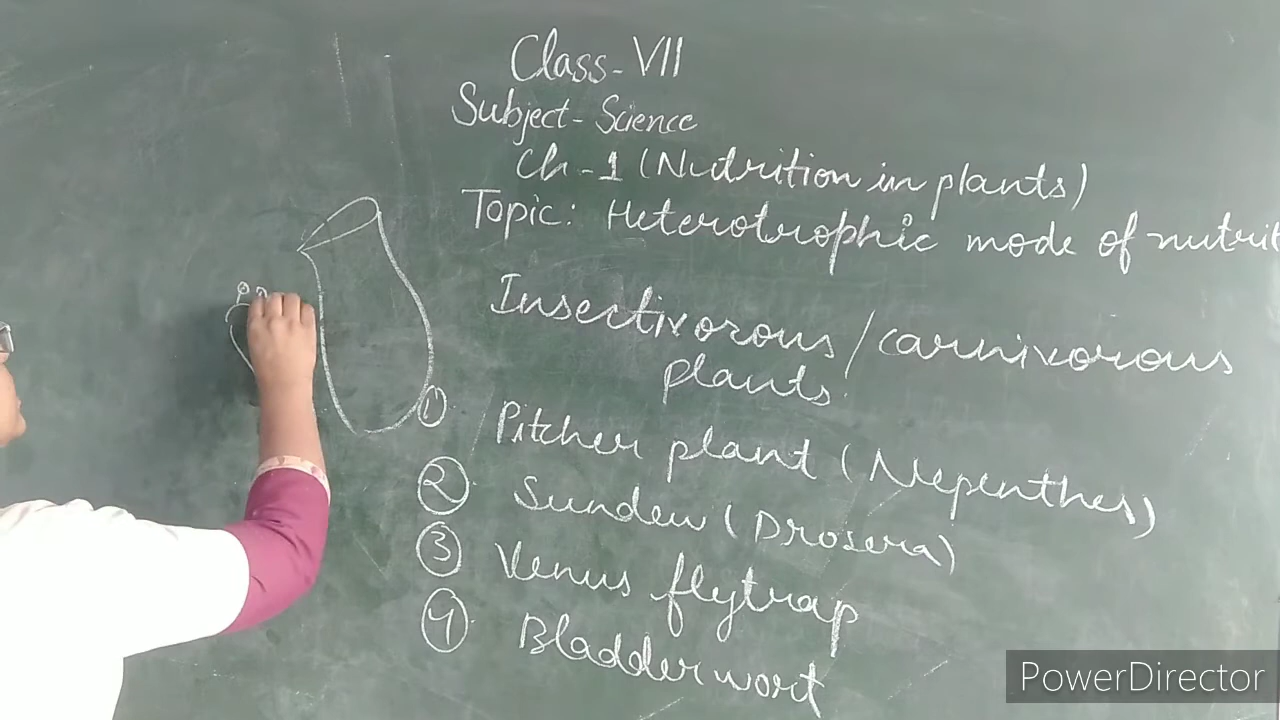 Class-VII
Subject-Science
Ch-1 (Nutrition in plants)
Topic: Heterotrophic mode of nutrit
Insectivorous/carnivorous
plants
① Pitcher plant (Nepenthes)
② Sundew (Drosera)
③ Venus flytrap
④ Bladderwort
PowerDirector